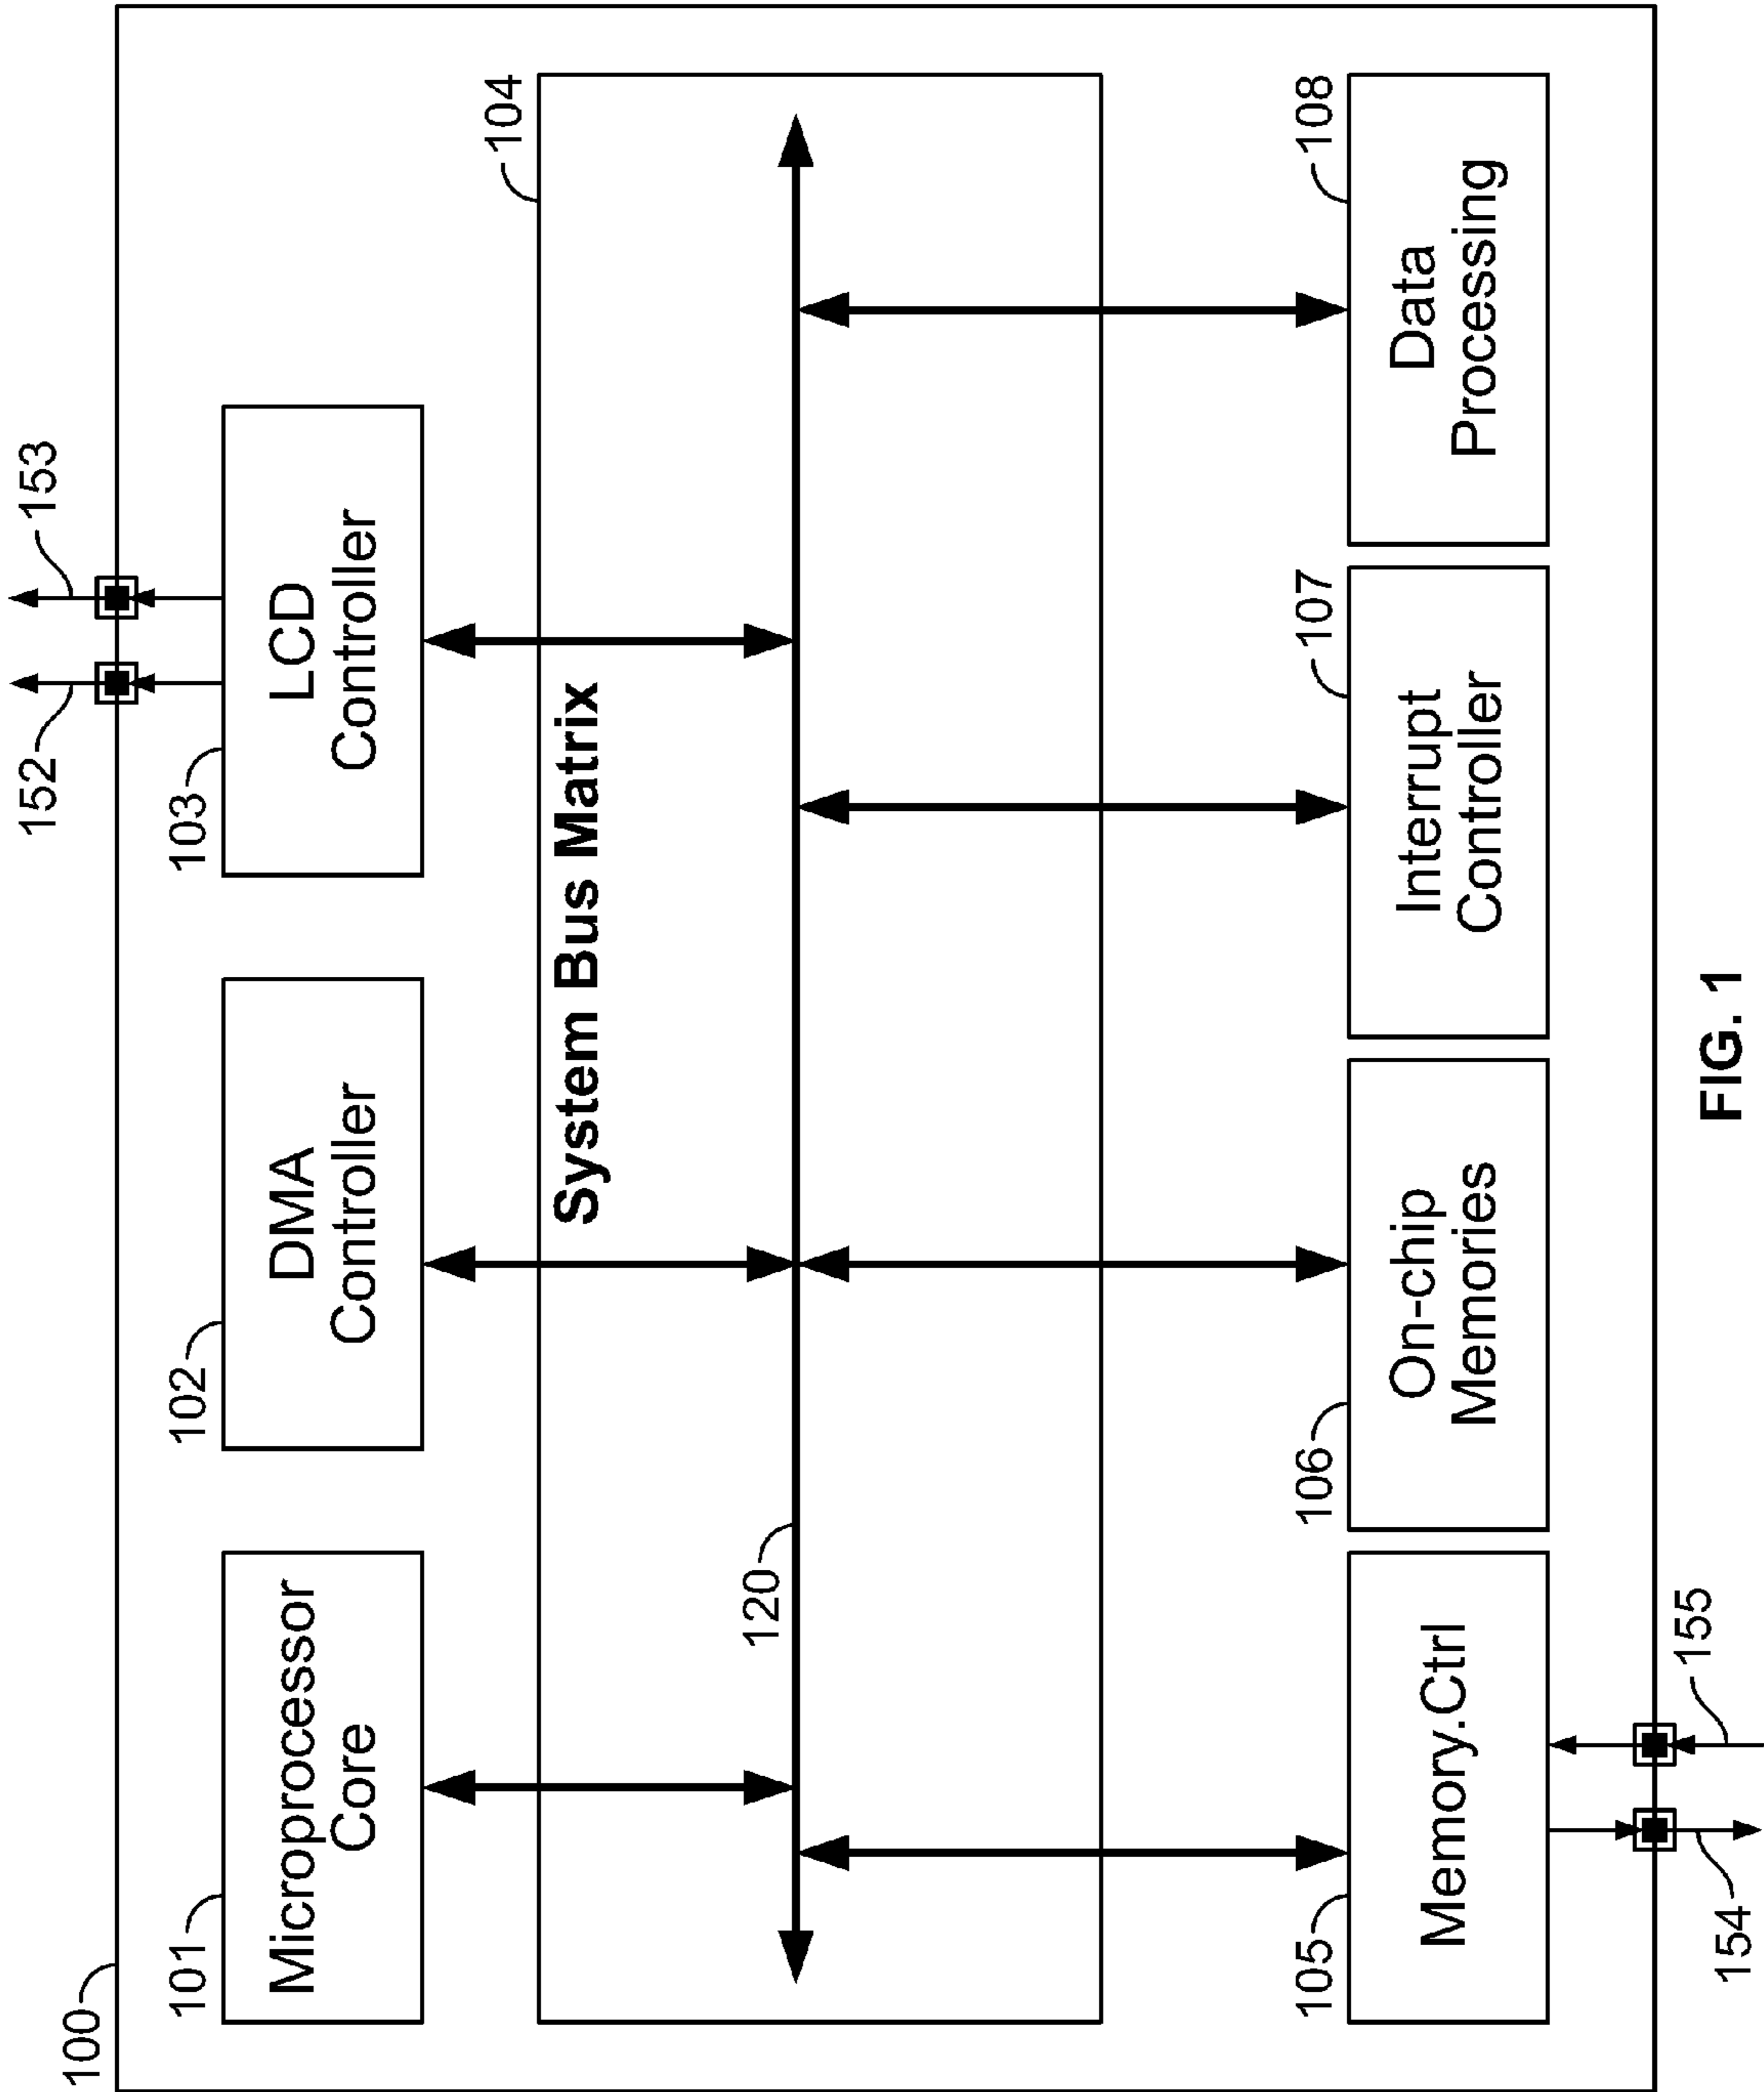 152
153
100
101
Microprocessor
Core
102
DMA
Controller
103
LCD
Controller
104
System Bus Matrix
120
105
Memory.Ctrl
106
On-chip
Memories
107
Interrupt
Controller
108
Data
Processing
154
155
FIG. 1